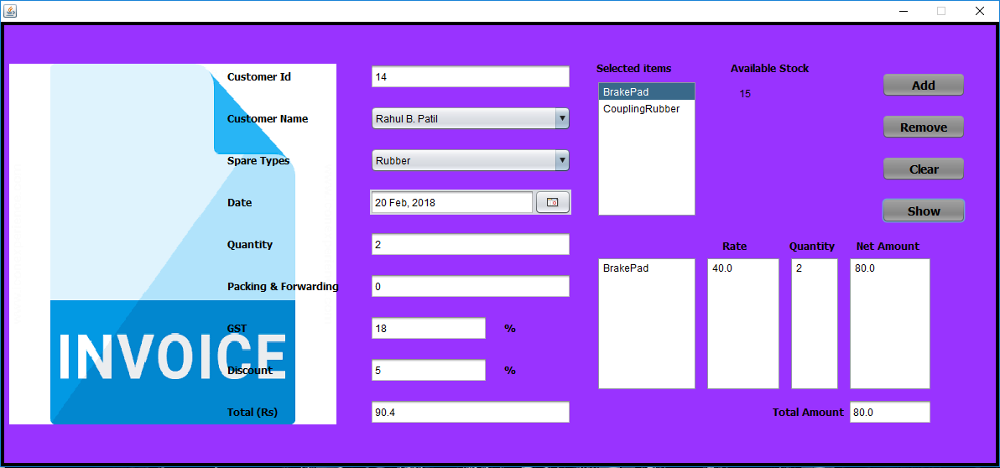 Customer Id 14
Customer Name Rahul B. Patil
Spare Types Rubber
Date 20 Feb, 2018
Quantity 2
Packing & Forwarding 0
GST 18 %
INVOICE
Discount 5 %
Total (Rs) 90.4
Selected items Available Stock
BrakePad 15
CouplingRubber
Add
Remove
Clear
Show
Rate Quantity Net Amount
BrakePad 40.0 2 80.0
Total Amount 80.0